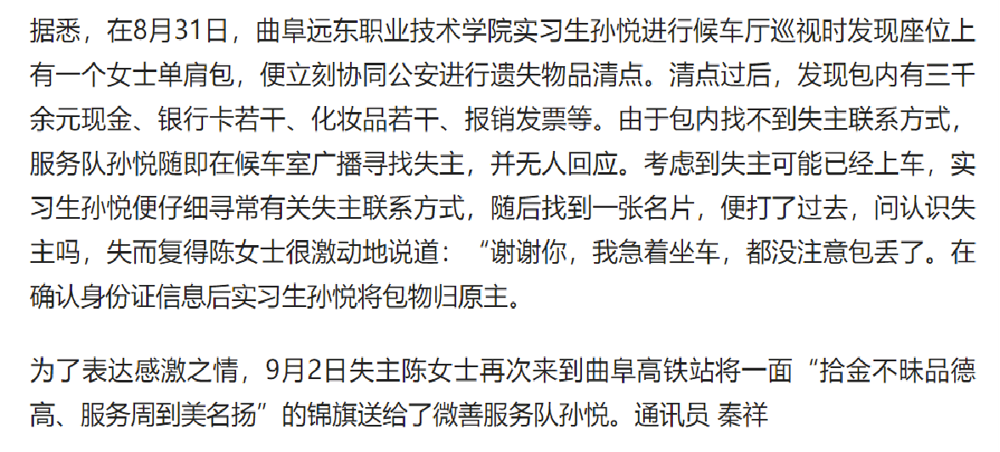 据悉，在8月31日，曲阜远东职业技术学院实习生孙悦进行候车厅巡视时发现座位上
有一个女士单肩包，便立刻协同公安进行遗失物品清点。清点过后，发现包内有三千
余元现金、银行卡若干、化妆品若干、报销发票等。由于包内找不到失主联系方式，
服务队孙悦随即在候车室广播寻找失主，并无人回应。考虑到失主可能已经上车，实
习生孙悦便仔细寻常有关失主联系方式，随后找到一张名片，便打了过去，问认识失
主吗，失而复得陈女士很激动地说道：“谢谢你，我急着坐车，都没注意包丢了。在
确认身份证信息后实习生孙悦将包物归原主。
为了表达感激之情，9月2日失主陈女士再次来到曲阜高铁站将一面“拾金不昧品德
高、服务周到美名扬”的锦旗送给了微善服务队孙悦。通讯员 秦祥